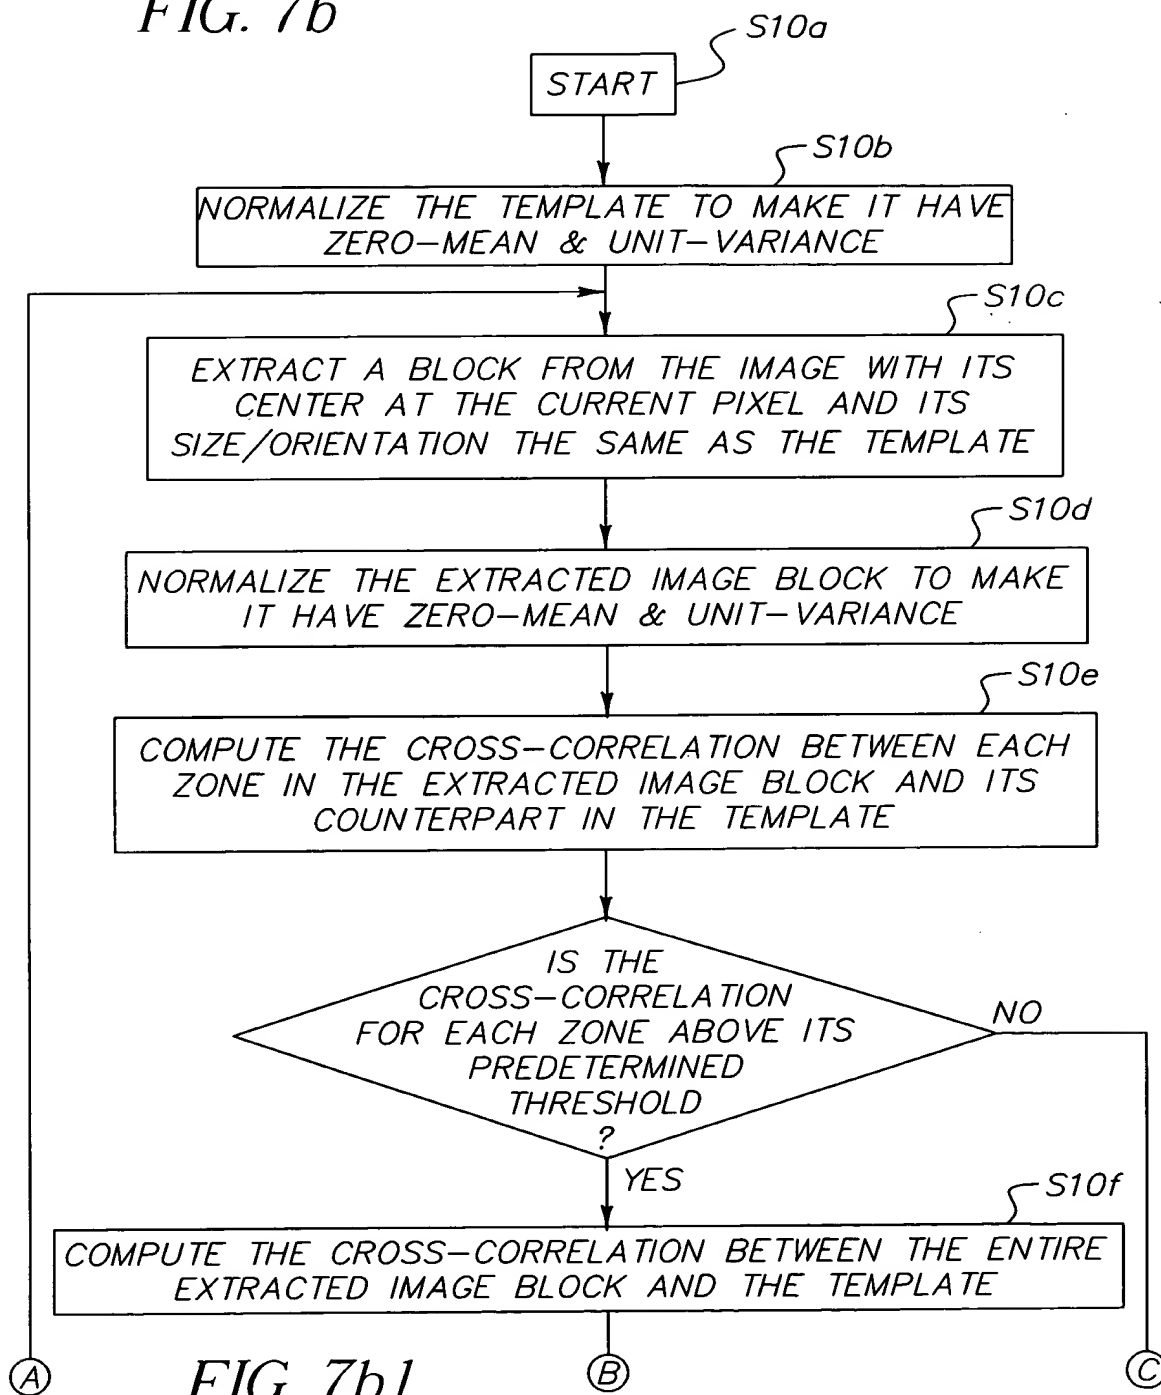 FIG. 7b
S10a
START
S10b
NORMALIZE THE TEMPLATE TO MAKE IT HAVE
ZERO-MEAN & UNIT-VARIANCE
S10c
EXTRACT A BLOCK FROM THE IMAGE WITH ITS
CENTER AT THE CURRENT PIXEL AND ITS
SIZE/ORIENTATION THE SAME AS THE TEMPLATE
S10d
NORMALIZE THE EXTRACTED IMAGE BLOCK TO MAKE
IT HAVE ZERO-MEAN & UNIT-VARIANCE
S10e
COMPUTE THE CROSS-CORRELATION BETWEEN EACH
ZONE IN THE EXTRACTED IMAGE BLOCK AND ITS
COUNTERPART IN THE TEMPLATE
IS THE
CROSS-CORRELATION
FOR EACH ZONE ABOVE ITS
PREDETERMINED
THRESHOLD
?
NO
YES
S10f
COMPUTE THE CROSS-CORRELATION BETWEEN THE ENTIRE
EXTRACTED IMAGE BLOCK AND THE TEMPLATE
A
B
C
FIG. 7b1